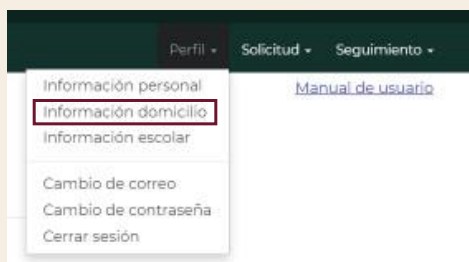 Perfil Solicitud Seguimiento
Información personal
Manual de usuario
Información domicilio
Información escolar
Cambio de correo
Cambio de contraseña
Cerrar sesión